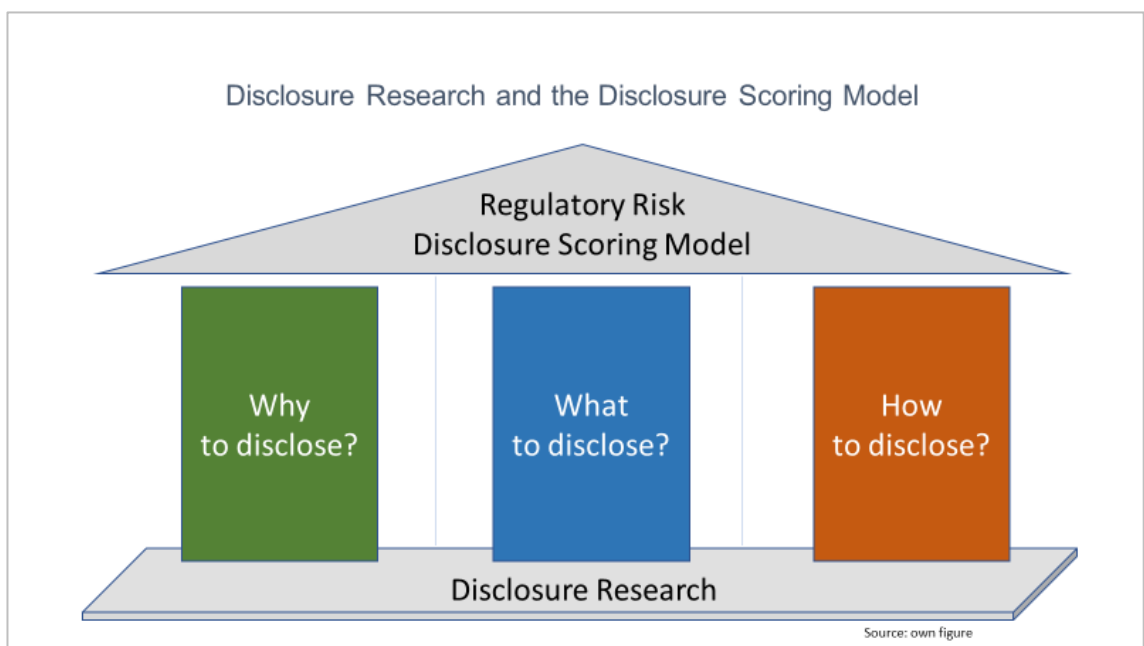 Disclosure Research and the Disclosure Scoring Model
Regulatory Risk
Disclosure Scoring Model
Why
to disclose?
What
to disclose?
How
to disclose?
Disclosure Research
Source: own figure